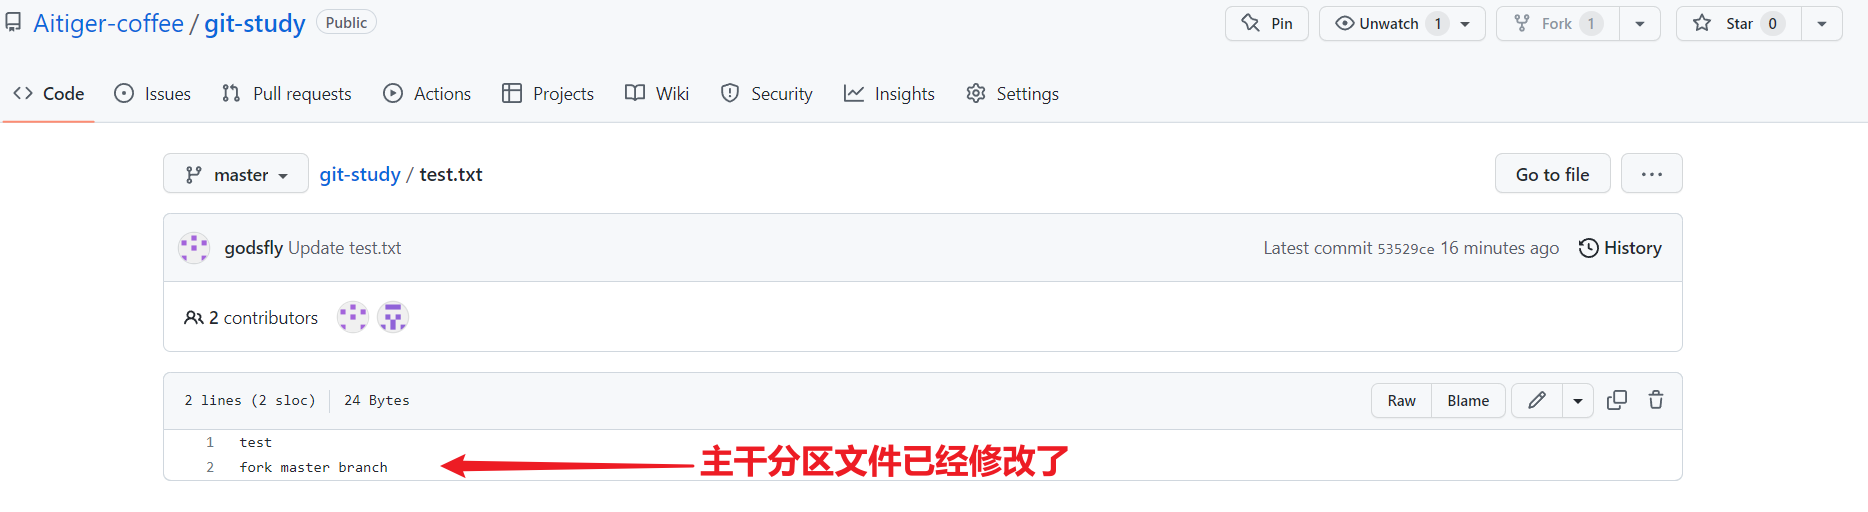 Aitiger-coffee / git-study Public
Pin Unwatch 1 Fork 1 Star 0
Code Issues Pull requests Actions Projects Wiki Security Insights Settings
master git-study / test.txt Go to file ...
godsfly Update test.txt Latest commit 53529ce 16 minutes ago History
2 contributors
2 lines (2 sloc) 24 Bytes Raw Blame
1 test
2 fork master branch
主干分区文件已经修改了